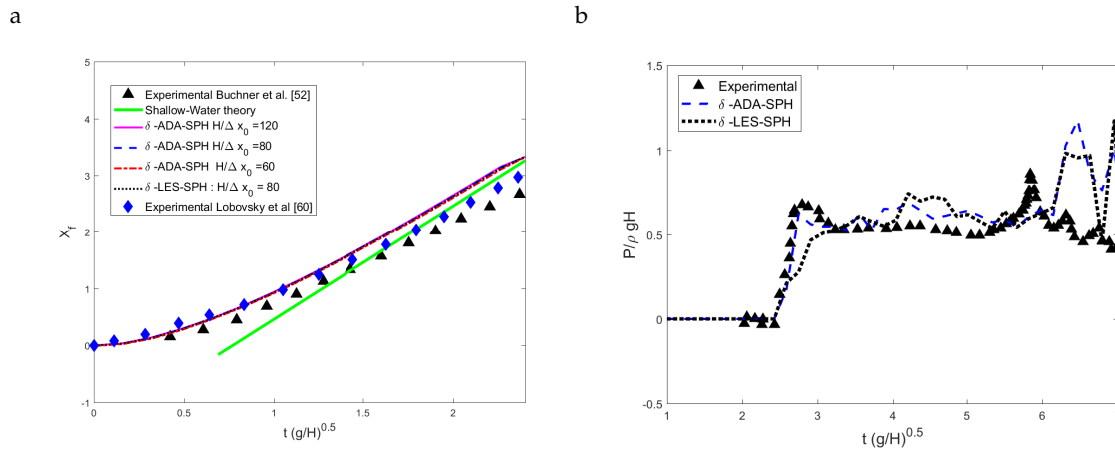 a
5
4
3
2
1
0
-1
X_f
0
0.5
1
1.5
2
t (g/H)^0.5
Experimental Buchner et al. [52]
Shallow-Water theory
δ -ADA-SPH H/Δ x_0 =120
δ -ADA-SPH H/Δ x_0 =80
δ -ADA-SPH H/Δ x_0 =60
δ -LES-SPH : H/Δ x_0 = 80
Experimental Lobovsky et al [60]
b
1.5
1
0.5
0
-0.5
P/ρ gH
1
2
3
4
5
6
t (g/H)^0.5
Experimental
δ -ADA-SPH
δ -LES-SPH